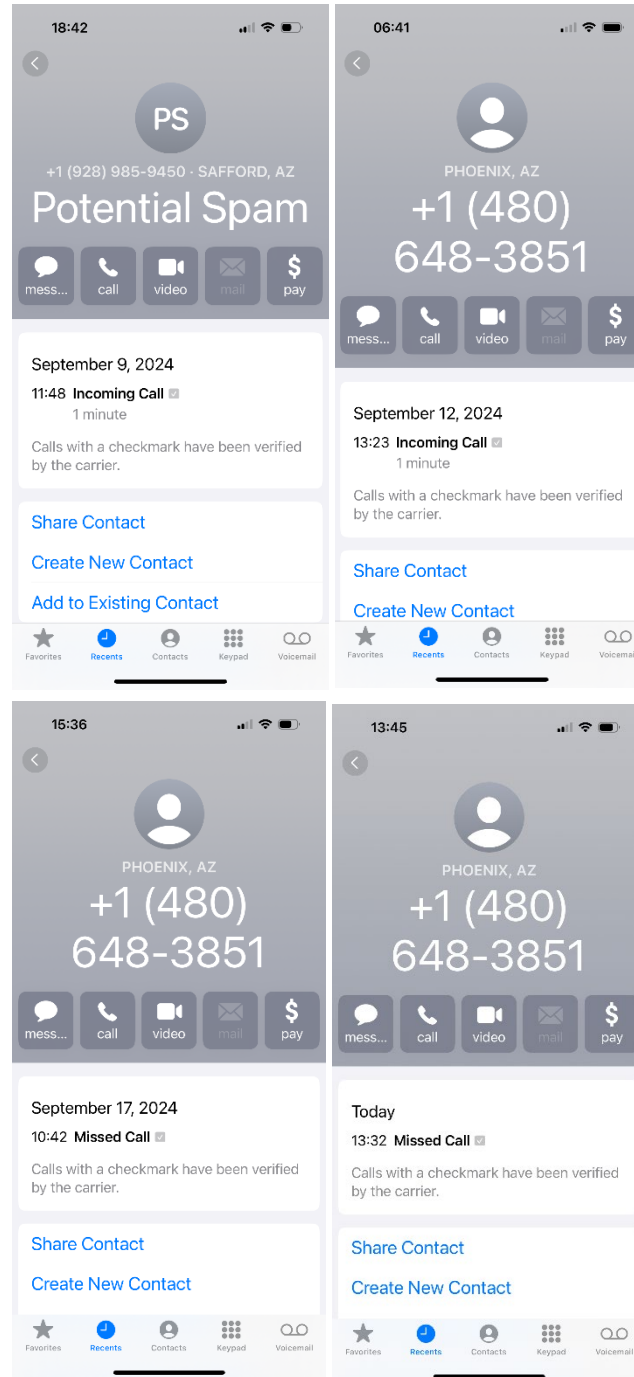 18:42
PS
+1 (928) 985-9450 · SAFFORD, AZ
Potential Spam
mess...
call
video
mail
$
pay
September 9, 2024
11:48 Incoming Call
1 minute
Calls with a checkmark have been verified
by the carrier.
Share Contact
Create New Contact
Add to Existing Contact
Favorites
Recents
Contacts
Keypad
Voicemail
06:41
PHOENIX, AZ
+1 (480)
648-3851
mess...
call
video
mail
$
pay
September 12, 2024
13:23 Incoming Call
1 minute
Calls with a checkmark have been verified
by the carrier.
Share Contact
Create New Contact
Favorites
Recents
Contacts
Keypad
Voicemail
15:36
PHOENIX, AZ
+1 (480)
648-3851
mess...
call
video
mail
$
pay
September 17, 2024
10:42 Missed Call
Calls with a checkmark have been verified
by the carrier.
Share Contact
Create New Contact
Favorites
Recents
Contacts
Keypad
Voicemail
13:45
PHOENIX, AZ
+1 (480)
648-3851
mess...
call
video
mail
$
pay
Today
13:32 Missed Call
Calls with a checkmark have been verified
by the carrier.
Share Contact
Create New Contact
Favorites
Recents
Contacts
Keypad
Voicemail